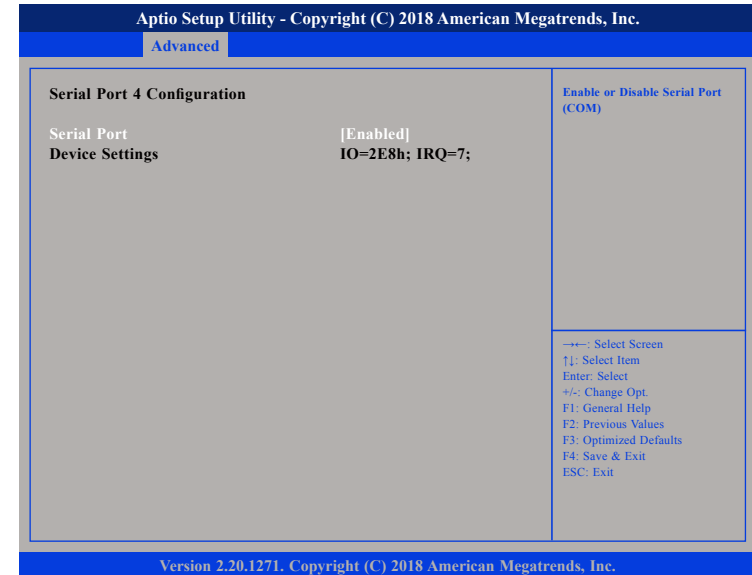 Aptio Setup Utility - Copyright (C) 2018 American Megatrends, Inc.
Advanced
Serial Port 4 Configuration
Serial Port [Enabled]
Device Settings IO=2E8h; IRQ=7;
Enable or Disable Serial Port
(COM)
→←: Select Screen
↑↓: Select Item
Enter: Select
+/-: Change Opt.
F1: General Help
F2: Previous Values
F3: Optimized Defaults
F4: Save & Exit
ESC: Exit
Version 2.20.1271. Copyright (C) 2018 American Megatrends, Inc.